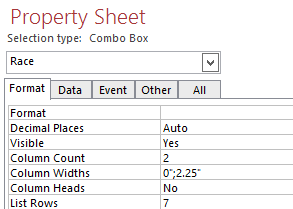 Property Sheet
Selection type: Combo Box
Race
Format Data Event Other All
Format
Decimal Places Auto
Visible Yes
Column Count 2
Column Widths 0";2.25"
Column Heads No
List Rows 7